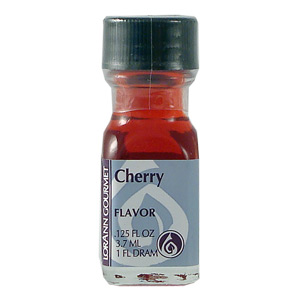 LORANN GOURMET
Cherry
FLAVOR
.125 FL OZ
3.7 ML
1 FL DRAM